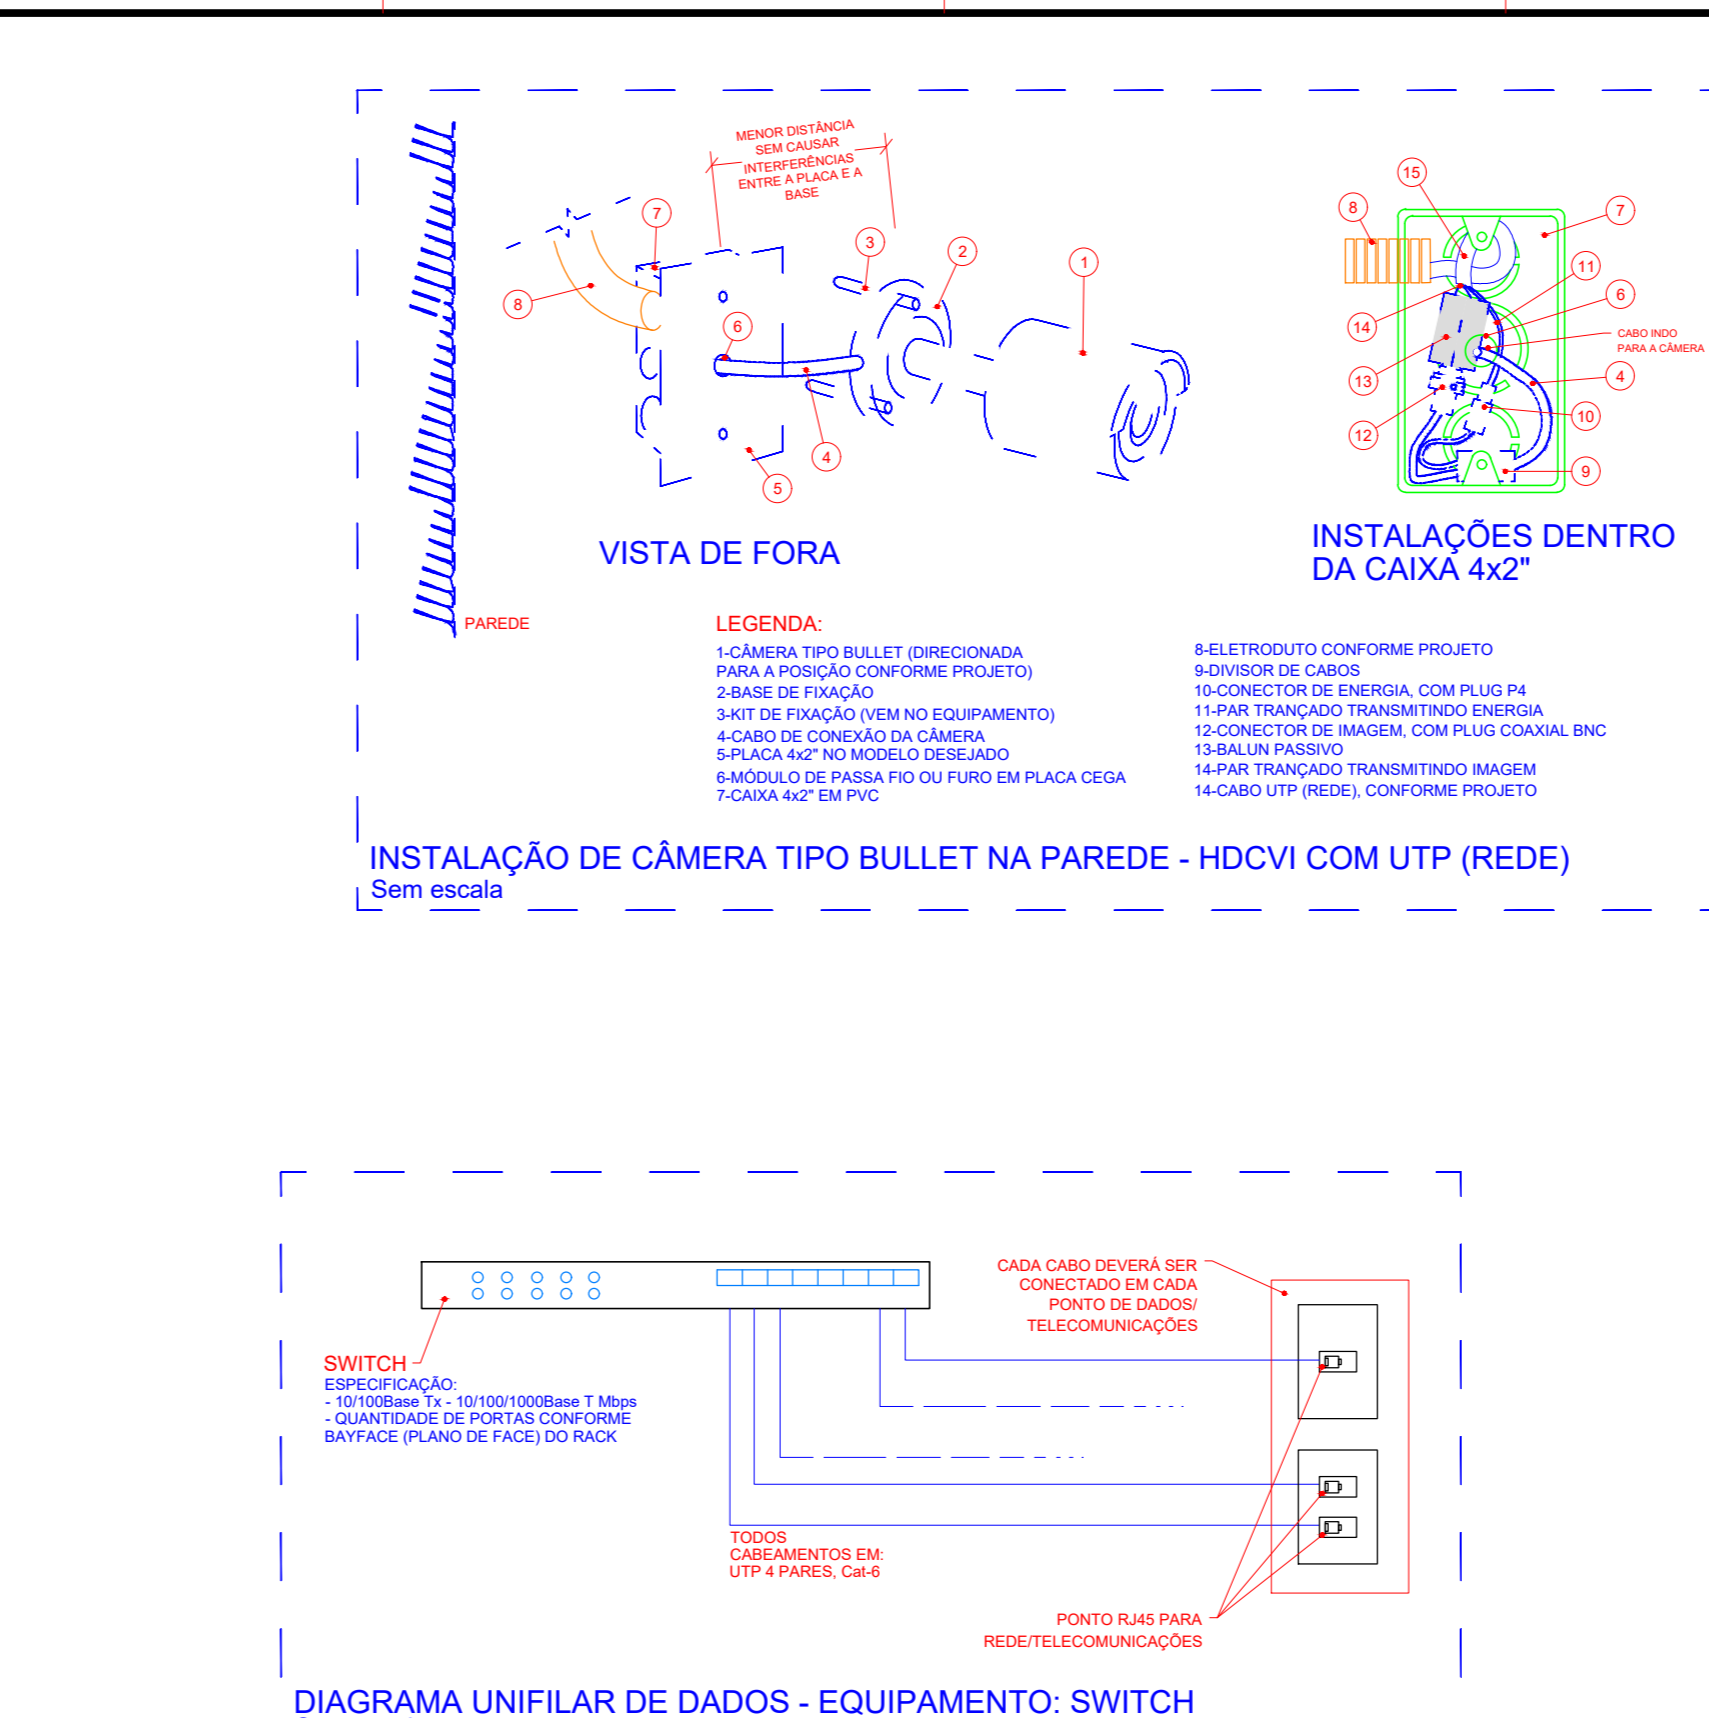 MENOR DISTÂNCIA
SEM CAUSAR
INTERFERÊNCIAS
ENTRE A PLACA E A
BASE
7
3
2
1
8
6
4
5
PAREDE
VISTA DE FORA
15
8
7
11
6
14
CABO INDO
PARA A CÂMERA
13
4
10
12
9
INSTALAÇÕES DENTRO
DA CAIXA 4x2"
LEGENDA:
1-CÂMERA TIPO BULLET (DIRECIONADA
PARA A POSIÇÃO CONFORME PROJETO)
2-BASE DE FIXAÇÃO
3-KIT DE FIXAÇÃO (VEM NO EQUIPAMENTO)
4-CABO DE CONEXÃO DA CÂMERA
5-PLACA 4x2" NO MODELO DESEJADO
6-MÓDULO DE PASSA FIO OU FURO EM PLACA CEGA
7-CAIXA 4x2" EM PVC
8-ELETRODUTO CONFORME PROJETO
9-DIVISOR DE CABOS
10-CONECTOR DE ENERGIA, COM PLUG P4
11-PAR TRANÇADO TRANSMITINDO ENERGIA
12-CONECTOR DE IMAGEM, COM PLUG COAXIAL BNC
13-BALUN PASSIVO
14-PAR TRANÇADO TRANSMITINDO IMAGEM
14-CABO UTP (REDE), CONFORME PROJETO
INSTALAÇÃO DE CÂMERA TIPO BULLET NA PAREDE - HDCVI COM UTP (REDE)
Sem escala
CADA CABO DEVERÁ SER
CONECTADO EM CADA
PONTO DE DADOS/
TELECOMUNICAÇÕES
SWITCH
ESPECIFICAÇÃO:
- 10/100Base Tx - 10/100/1000Base T Mbps
- QUANTIDADE DE PORTAS CONFORME
BAYFACE (PLANO DE FACE) DO RACK
TODOS
CABEAMENTOS EM:
UTP 4 PARES, Cat-6
PONTO RJ45 PARA
REDE/TELECOMUNICAÇÕES
DIAGRAMA UNIFILAR DE DADOS - EQUIPAMENTO: SWITCH